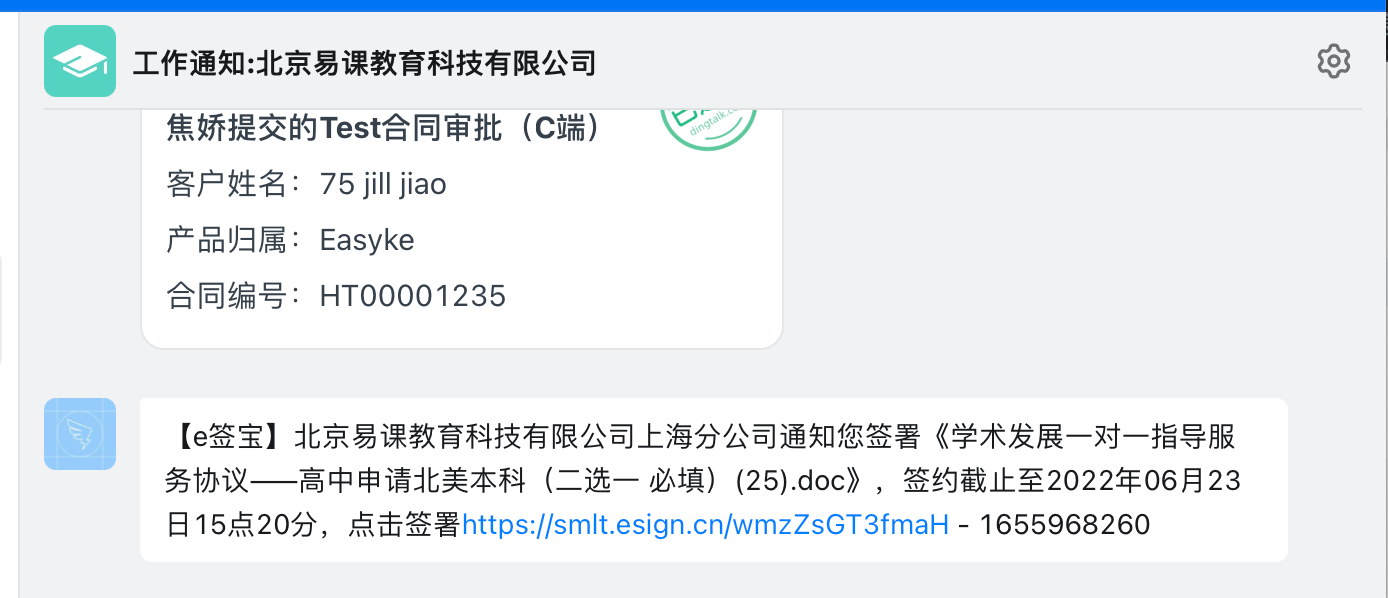 工作通知:北京易课教育科技有限公司
焦娇提交的Test合同审批（C端）
dingtalk.c
客户姓名：75 jill jiao
产品归属：Easyke
合同编号：HT00001235
【e签宝】北京易课教育科技有限公司上海分公司通知您签署《学术发展一对一指导服
务协议——高中申请北美本科（二选一 必填）(25).doc》，签约截止至2022年06月23
日15点20分，点击签署https://smlt.esign.cn/wmzZsGT3fmaH - 1655968260